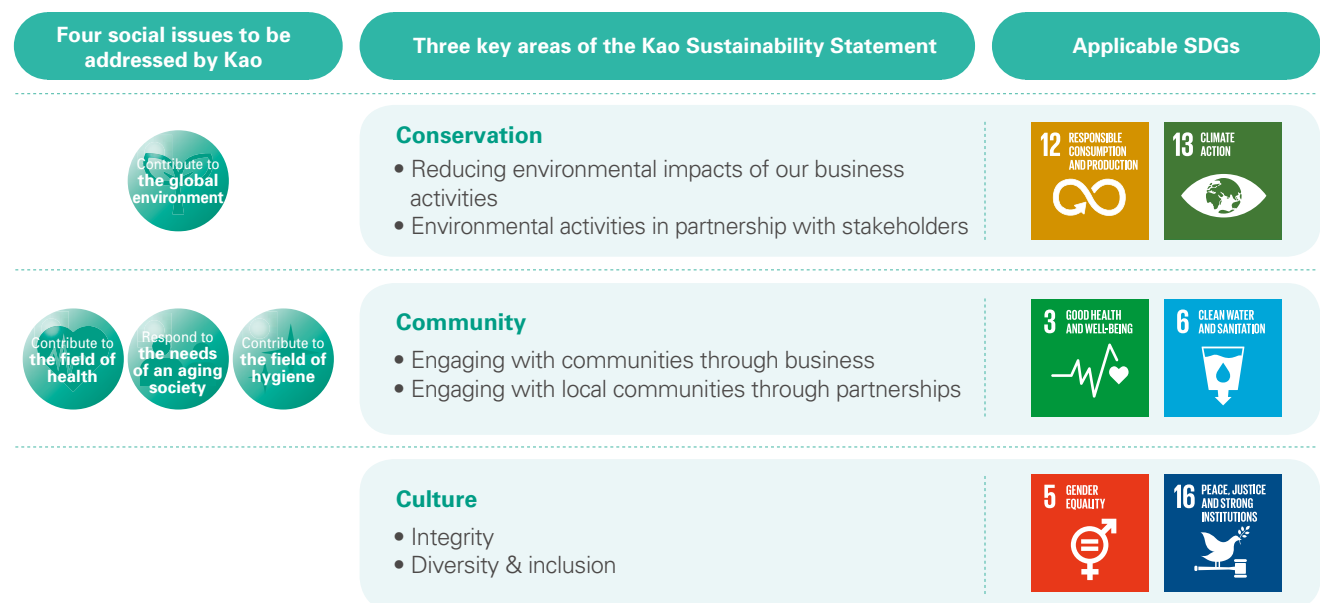 Four social issues to be
addressed by Kao
Three key areas of the Kao Sustainability Statement
Applicable SDGs
Contribute to
the global
environment
Conservation
• Reducing environmental impacts of our business
activities
• Environmental activities in partnership with stakeholders
12 RESPONSIBLE
CONSUMPTION
AND PRODUCTION
13 CLIMATE
ACTION
Contribute to
the field of
health
Respond to
the needs
of an aging
society
Contribute to
the field of
hygiene
Community
• Engaging with communities through business
• Engaging with local communities through partnerships
3 GOOD HEALTH
AND WELL-BEING
6 CLEAN WATER
AND SANITATION
Culture
• Integrity
• Diversity & inclusion
5 GENDER
EQUALITY
16 PEACE, JUSTICE
AND STRONG
INSTITUTIONS